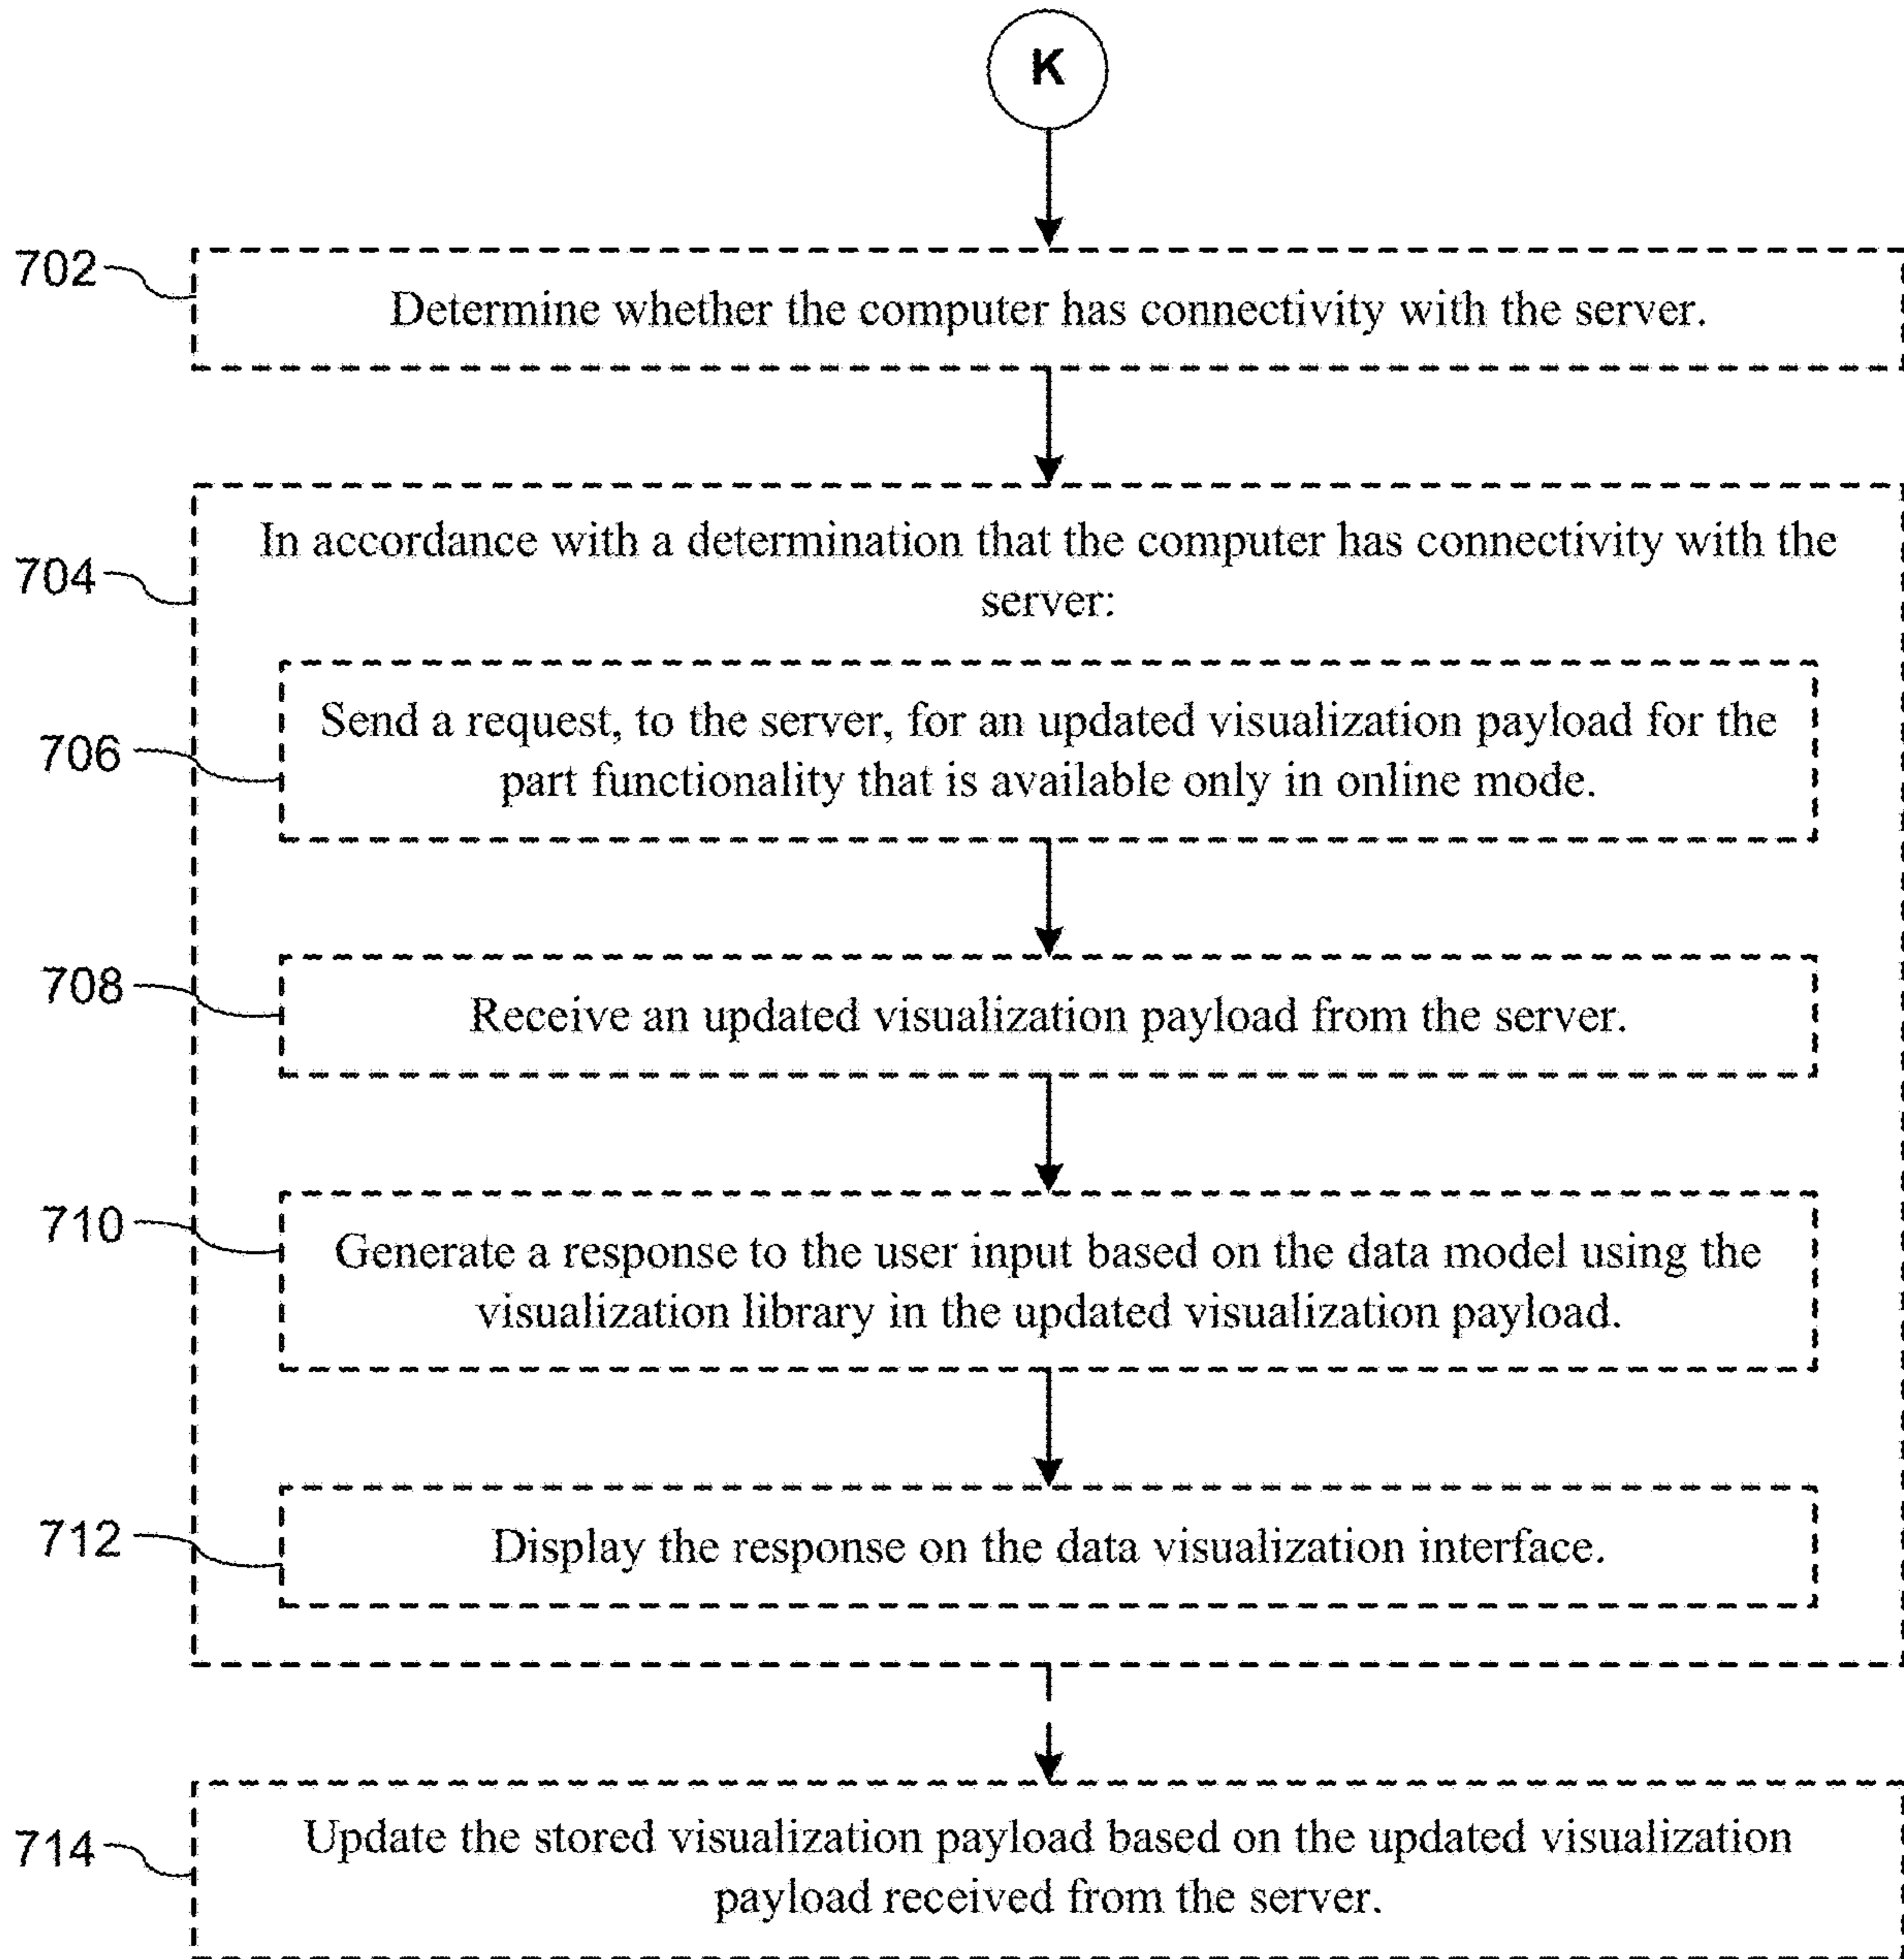 K
702
Determine whether the computer has connectivity with the server.
704
In accordance with a determination that the computer has connectivity with the
server:
706
Send a request, to the server, for an updated visualization payload for the
part functionality that is available only in online mode.
708
Receive an updated visualization payload from the server.
710
Generate a response to the user input based on the data model using the
visualization library in the updated visualization payload.
712
Display the response on the data visualization interface.
714
Update the stored visualization payload based on the updated visualization
payload received from the server.